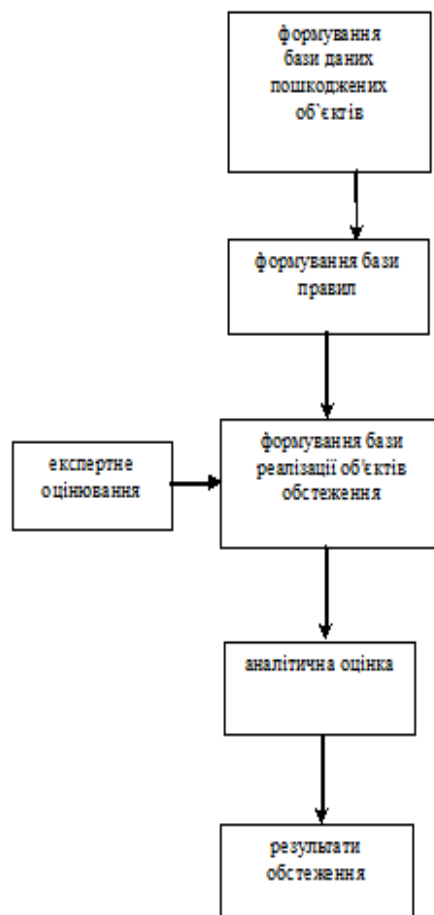 формування
бази даних
пошкоджених
об`єктів
формування бази
правил
експертне
оцінювання
формування бази
реалізації об'єктів
обстеження
аналітична оцінка
результати
обстеження